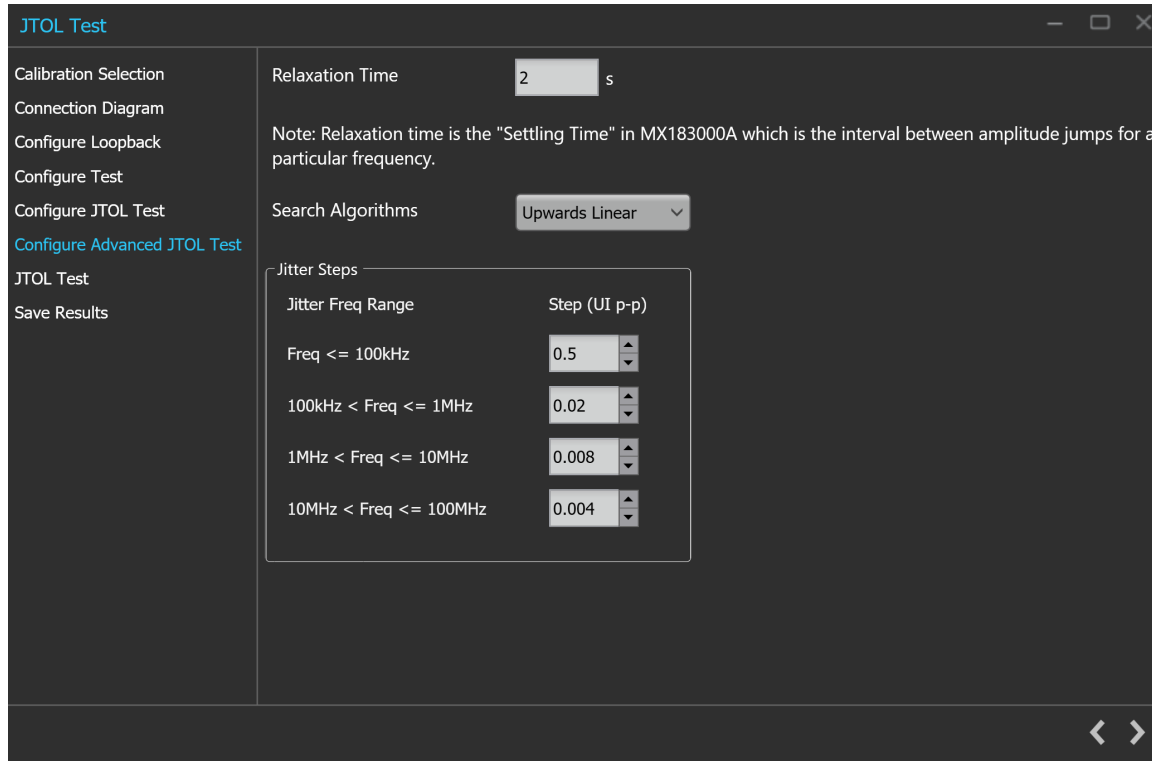 JTOL Test
Calibration Selection
Connection Diagram
Configure Loopback
Configure Test
Configure JTOL Test
Configure Advanced JTOL Test
JTOL Test
Save Results
Relaxation Time 2 s
Note: Relaxation time is the "Settling Time" in MX183000A which is the interval between amplitude jumps for a
particular frequency.
Search Algorithms Upwards Linear
Jitter Steps
Jitter Freq Range Step (UI p-p)
Freq <= 100kHz 0.5
100kHz < Freq <= 1MHz 0.02
1MHz < Freq <= 10MHz 0.008
10MHz < Freq <= 100MHz 0.004